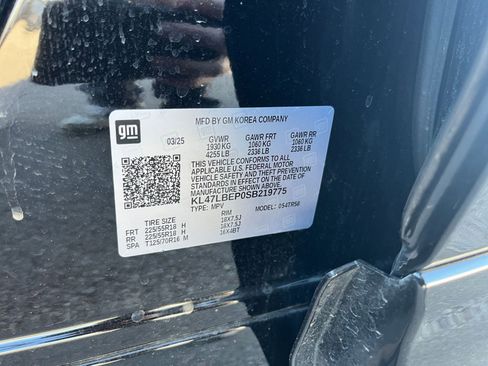 gm
MFD BY GM KOREA COMPANY
03/25 GVWR GAWR FRT GAWR RR
1930 KG 1060 KG 1060 KG
4255 LB 2336 LB 2336 LB
THIS VEHICLE CONFORMS TO ALL
APPLICABLE U.S. FEDERAL MOTOR
VEHICLE SAFETY AND THEFT
PREVENTION STANDARDS IN EFFECT
ON THE DATE OF
MANUFACTURE SHOWN ABOVE.
KL47LBEP0SB219775
TYPE: MPV MODEL: 0S4TR58
TIRE SIZE RIM
FRT 225/55R18 H 18X7.5J
RR 225/55R18 H 18X7.5J
SPA T125/70R16 M 16X4BT